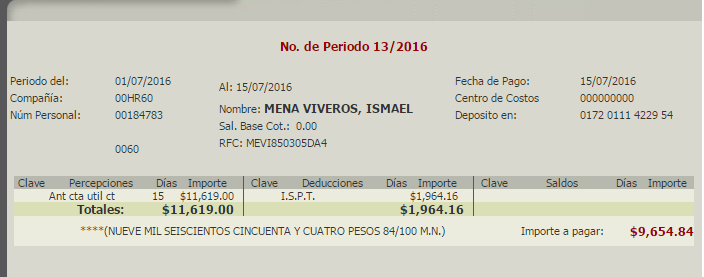 No. de Periodo 13/2016
Periodo del: 01/07/2016 Al: 15/07/2016 Fecha de Pago: 15/07/2016
Compañía: 00HR60 Nombre: MENA VIVEROS, ISMAEL Centro de Costos 000000000
Núm Personal: 00184783 Sal. Base Cot.: 0.00 Deposito en: 0172 0111 4229 54
0060 RFC: MEVI850305DA4
Clave Percepciones Días Importe Clave Deducciones Días Importe Clave Saldos Días Importe
Ant cta util ct 15 $11,619.00 I.S.P.T. $1,964.16
Totales: $11,619.00 $1,964.16
****(NUEVE MIL SEISCIENTOS CINCUENTA Y CUATRO PESOS 84/100 M.N.) Importe a pagar: $9,654.84